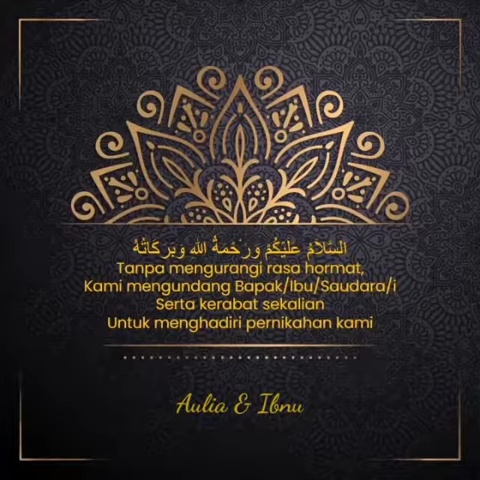 السَّلاَمُ عَلَيْكُمْ وَرَحْمَةُ اللهِ وَبَرَكَاتُهُ
Tanpa mengurangi rasa hormat,
Kami mengundang Bapak/Ibu/Saudara/i
Serta kerabat sekalian
Untuk menghadiri pernikahan kami
Aulia & Ibnu